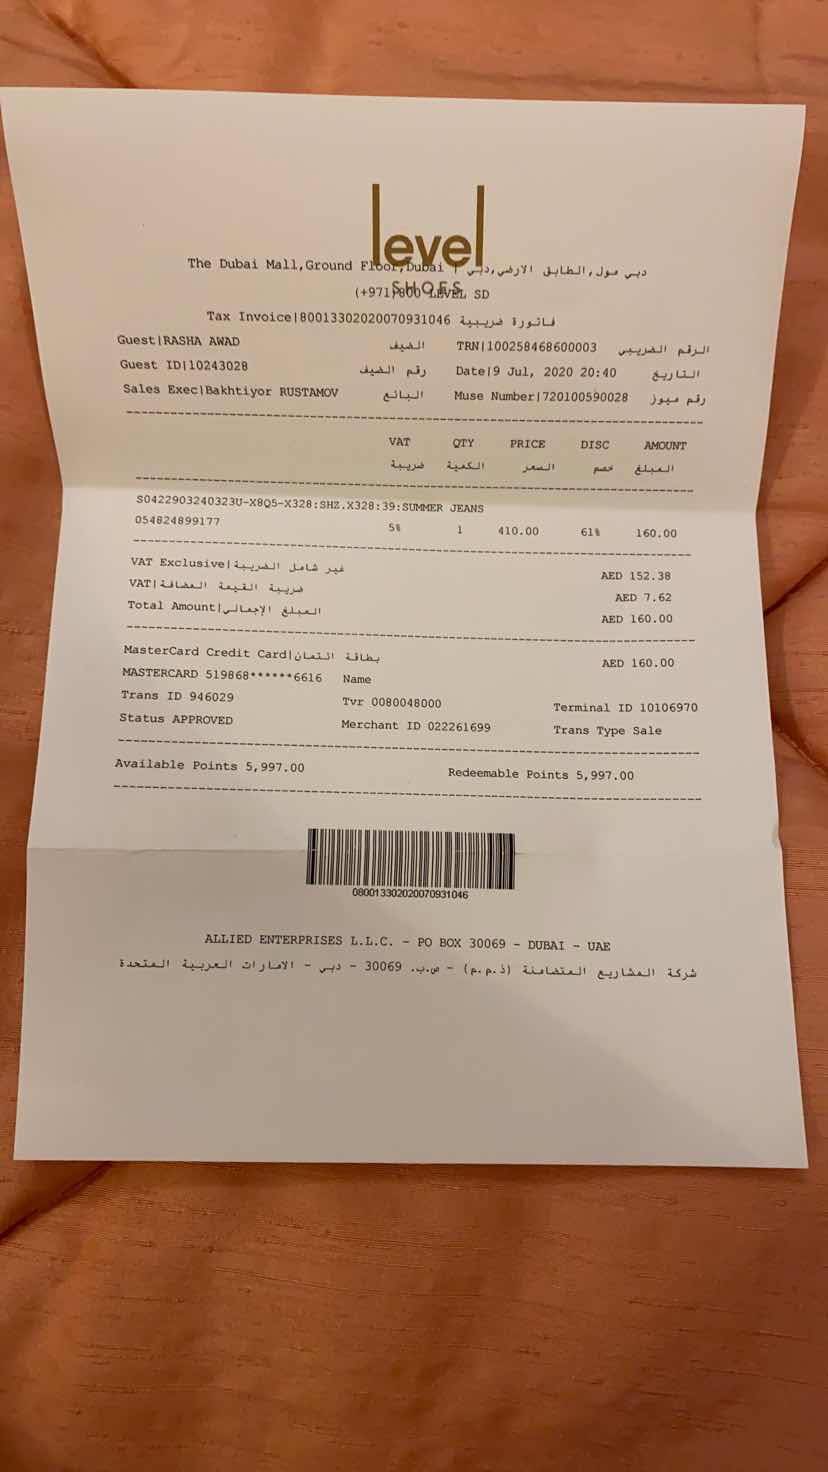 level
SHOES
The Dubai Mall,Ground Floor,Dubai | دبي مول,الطابق الارضي,دبي
(+971)800 LEVEL SD
Tax Invoice|80013302020070931046 فاتورة ضريبية
Guest|RASHA AWAD الضيف TRN|100258468600003 الرقم الضريبي
Guest ID|10243028 رقم الضيف Date|9 Jul, 2020 20:40 التاريخ
Sales Exec|Bakhtiyor RUSTAMOV البائع Muse Number|720100590028 رقم ميوز
VAT QTY PRICE DISC AMOUNT
ضريبة الكمية السعر خصم المبلغ
S0422903240323U-X8Q5-X328:SHZ.X328:39:SUMMER JEANS
054824899177 5% 1 410.00 61% 160.00
VAT Exclusive|غير شامل الضريبة AED 152.38
VAT|ضريبة القيمة المضافة AED 7.62
Total Amount|المبلغ الإجمالي AED 160.00
MasterCard Credit Card|بطاقة ائتمان AED 160.00
MASTERCARD 519868******6616 Name
Trans ID 946029 Tvr 0080048000 Terminal ID 10106970
Status APPROVED Merchant ID 022261699 Trans Type Sale
Available Points 5,997.00 Redeemable Points 5,997.00
080013302020070931046
ALLIED ENTERPRISES L.L.C. - PO BOX 30069 - DUBAI - UAE
شركة المشاريع المتضامنة (ذ.م.م) - ص.ب. 30069 - دبي - الامارات العربية المتحدة